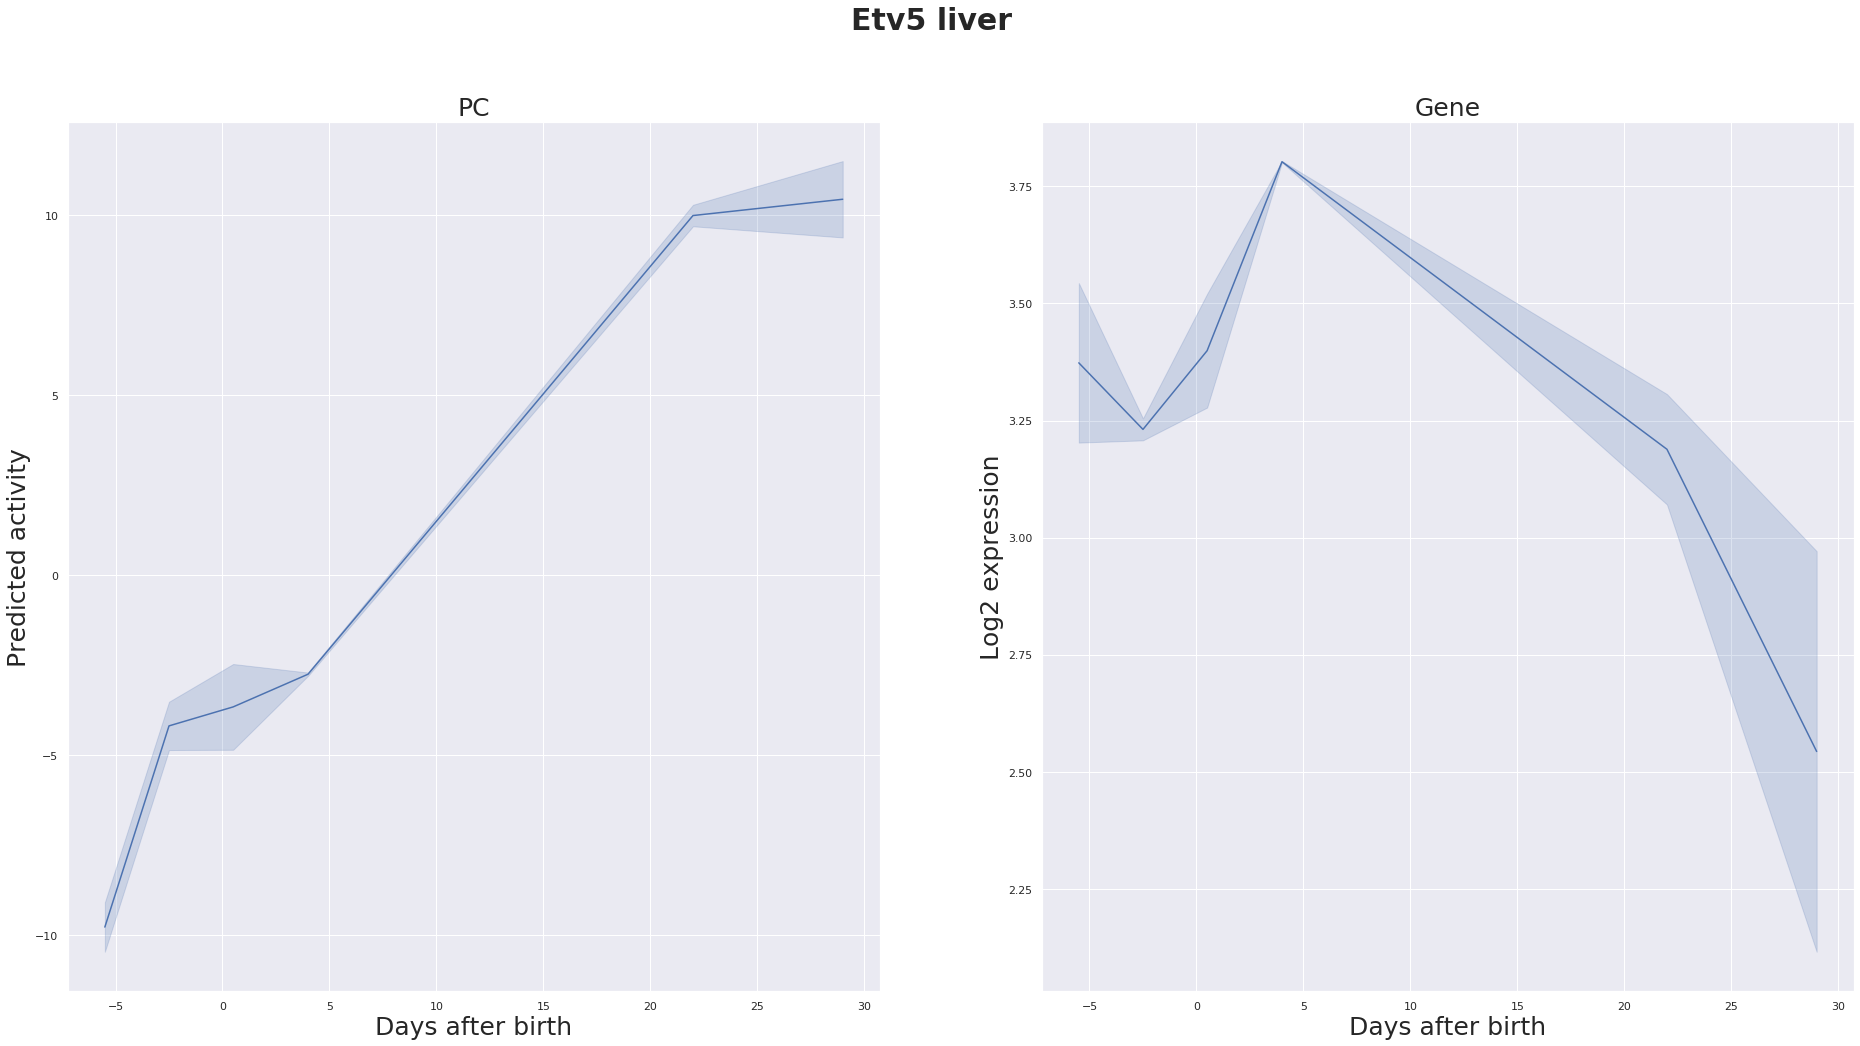 Etv5 liver
PC
Predicted activity
10
5
0
−5
−10
−5 0 5 10 15 20 25 30
Days after birth
Gene
Log2 expression
3.75
3.50
3.25
3.00
2.75
2.50
2.25
−5 0 5 10 15 20 25 30
Days after birth